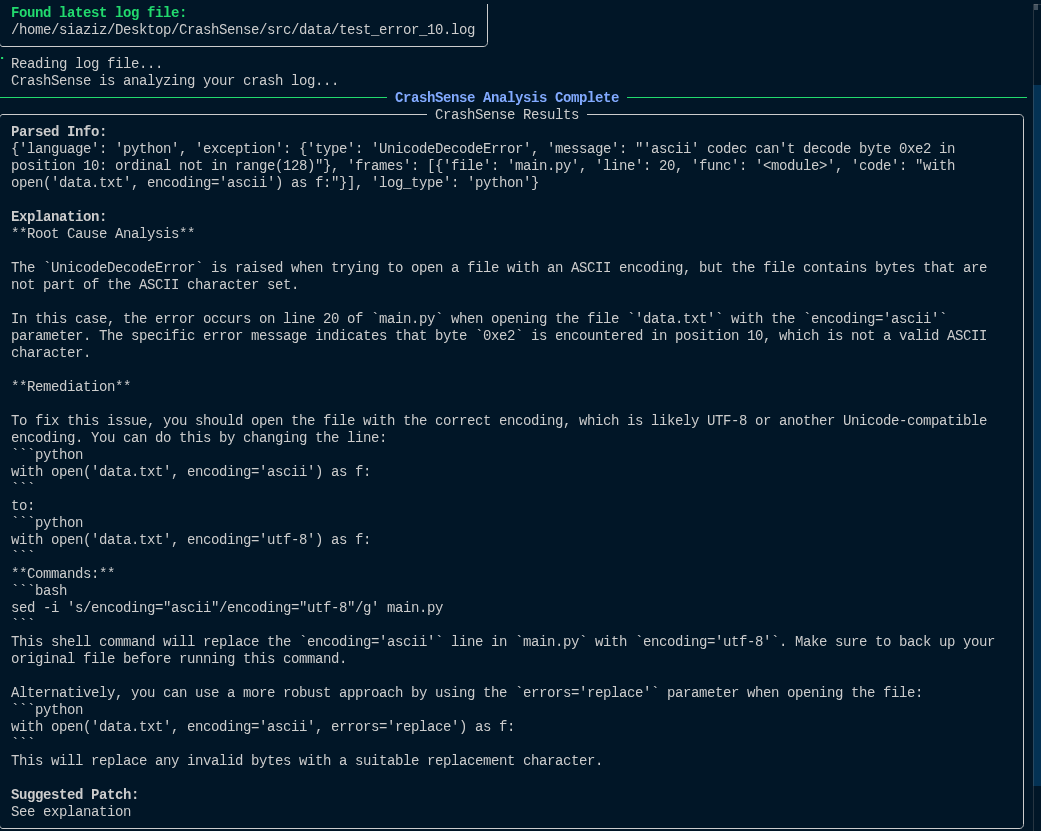 Found latest log file:
/home/siaziz/Desktop/CrashSense/src/data/test_error_10.log
Reading log file...
CrashSense is analyzing your crash log...
CrashSense Analysis Complete
CrashSense Results
Parsed Info:
{'language': 'python', 'exception': {'type': 'UnicodeDecodeError', 'message': "'ascii' codec can't decode byte 0xe2 in
position 10: ordinal not in range(128)"}, 'frames': [{'file': 'main.py', 'line': 20, 'func': '<module>', 'code': "with
open('data.txt', encoding='ascii') as f:"}], 'log_type': 'python'}
Explanation:
**Root Cause Analysis**
The `UnicodeDecodeError` is raised when trying to open a file with an ASCII encoding, but the file contains bytes that are
not part of the ASCII character set.
In this case, the error occurs on line 20 of `main.py` when opening the file `'data.txt'` with the `encoding='ascii'`
parameter. The specific error message indicates that byte `0xe2` is encountered in position 10, which is not a valid ASCII
character.
**Remediation**
To fix this issue, you should open the file with the correct encoding, which is likely UTF-8 or another Unicode-compatible
encoding. You can do this by changing the line:
```python
with open('data.txt', encoding='ascii') as f:
```
to:
```python
with open('data.txt', encoding='utf-8') as f:
```
**Commands:**
```bash
sed -i 's/encoding="ascii"/encoding="utf-8"/g' main.py
```
This shell command will replace the `encoding='ascii'` line in `main.py` with `encoding='utf-8'`. Make sure to back up your
original file before running this command.
Alternatively, you can use a more robust approach by using the `errors='replace'` parameter when opening the file:
```python
with open('data.txt', encoding='ascii', errors='replace') as f:
```
This will replace any invalid bytes with a suitable replacement character.
Suggested Patch:
See explanation